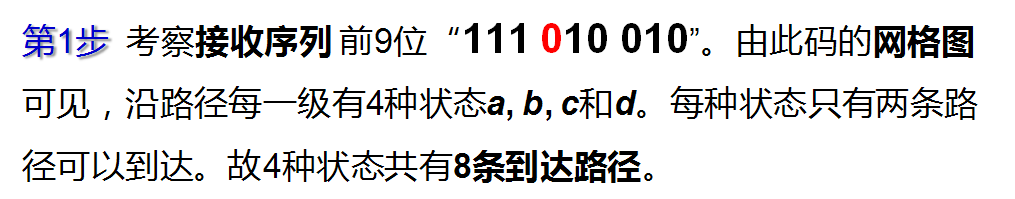 第1步 考察接收序列 前9位“111 010 010”。由此码的网格图
可见，沿路径每一级有4种状态a, b, c和d。每种状态只有两条路
径可以到达。故4种状态共有8条到达路径。